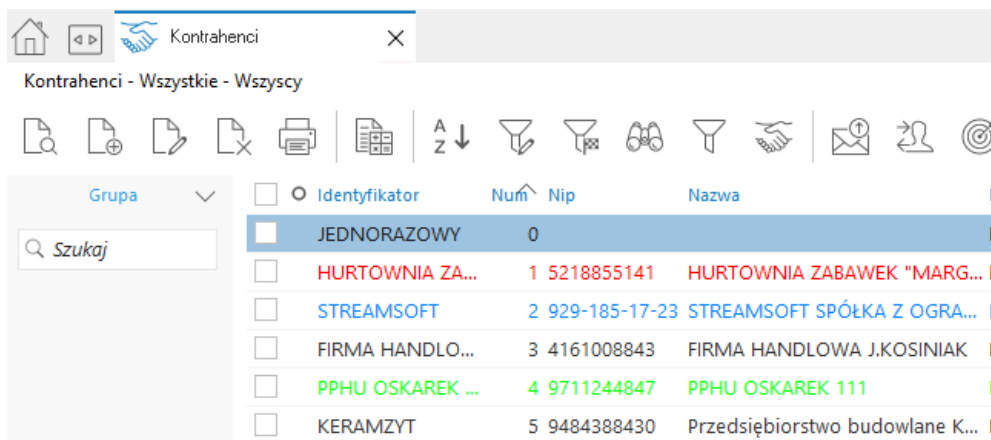 Kontrahenci
Kontrahenci - Wszystkie - Wszyscy
A
Z
Grupa
Szukaj
Identyfikator Num Nip Nazwa
JEDNORAZOWY 0
HURTOWNIA ZA... 1 5218855141 HURTOWNIA ZABAWEK "MARG...
STREAMSOFT 2 929-185-17-23 STREAMSOFT SPÓŁKA Z OGRA...
FIRMA HANDLO... 3 4161008843 FIRMA HANDLOWA J.KOSINIAK
PPHU OSKAREK ... 4 9711244847 PPHU OSKAREK 111
KERAMZYT 5 9484388430 Przedsiębiorstwo budowlane K...